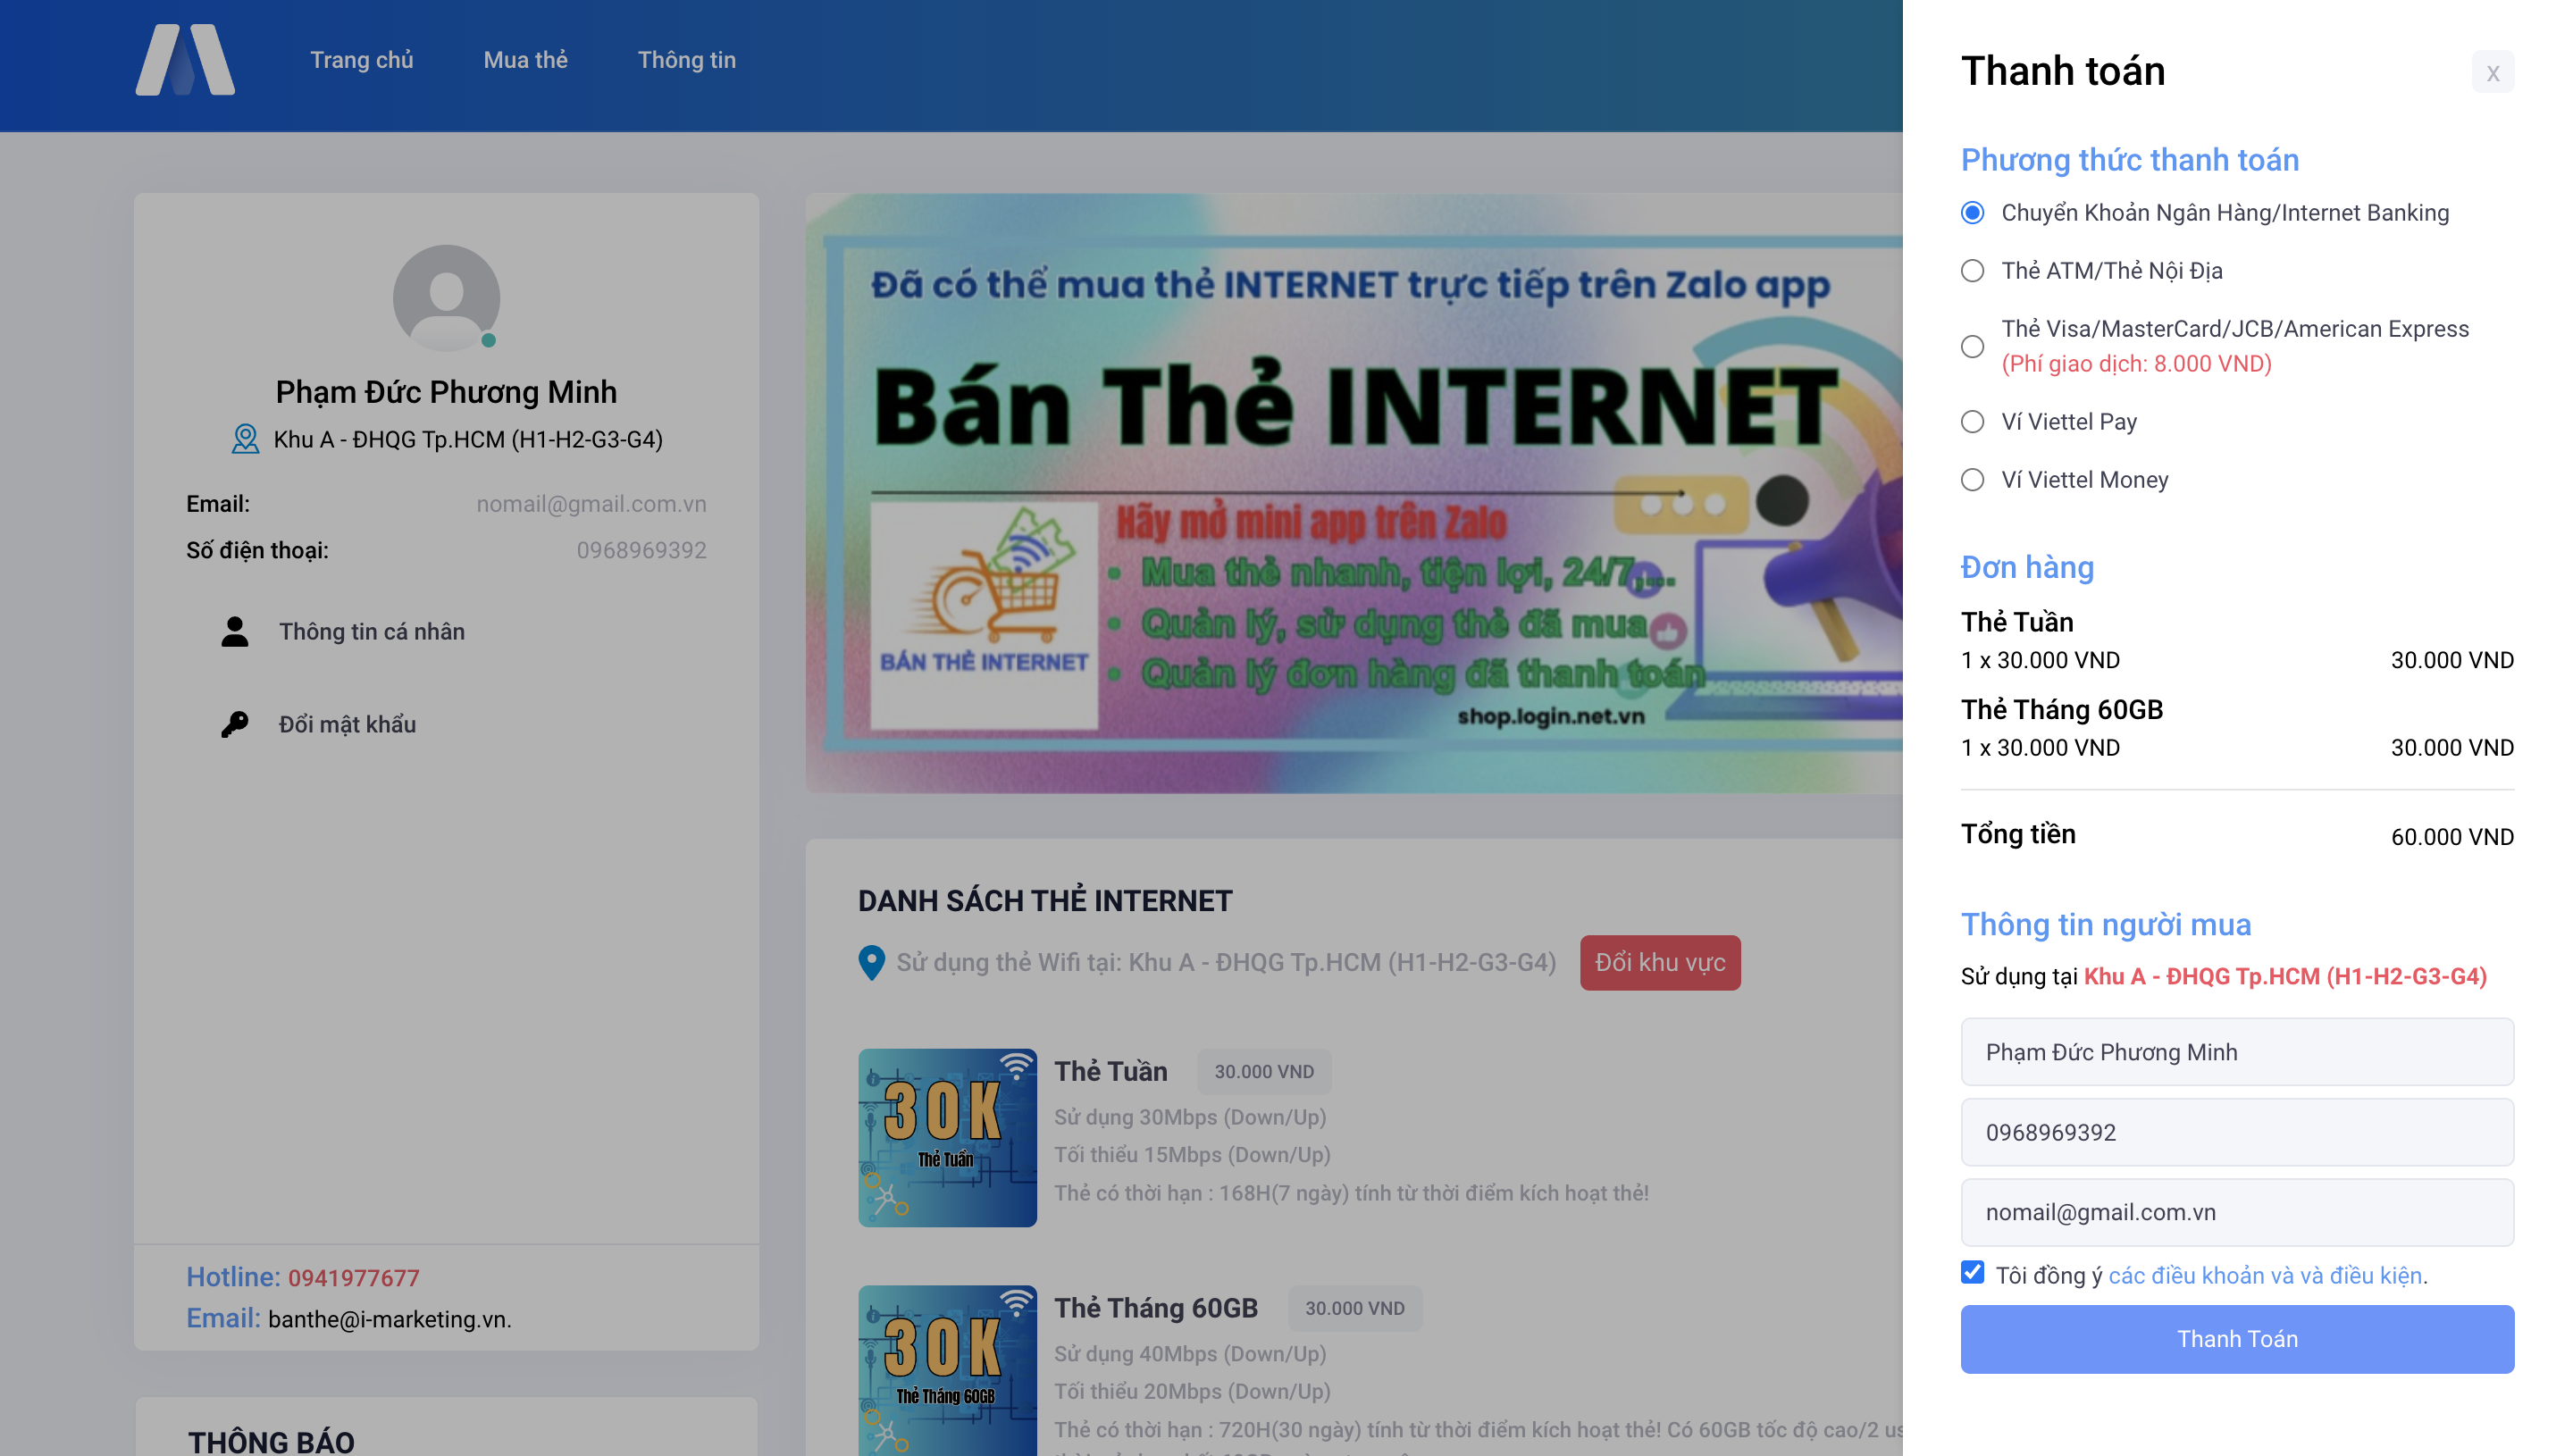 Trang chủ
Mua thẻ
Thông tin
Phạm Đức Phương Minh
Khu A - ĐHQG Tp.HCM (H1-H2-G3-G4)
Email: nomail@gmail.com.vn
Số điện thoại: 0968969392
Thông tin cá nhân
Đổi mật khẩu
Hotline: 0941977677
Email: banthe@i-marketing.vn.
THÔNG BÁO
Đã có thể mua thẻ INTERNET trực tiếp trên Zalo app
Bán Thẻ INTERNET
BÁN THẺ INTERNET
Hãy mở mini app trên Zalo
• Mua thẻ nhanh, tiện lợi, 24/7,...
• Quản lý, sử dụng thẻ đã mua
• Quản lý đơn hàng đã thanh toán
shop.login.net.vn
DANH SÁCH THẺ INTERNET
Sử dụng thẻ Wifi tại: Khu A - ĐHQG Tp.HCM (H1-H2-G3-G4)
Đổi khu vực
30K
Thẻ Tuần
Thẻ Tuần 30.000 VND
Sử dụng 30Mbps (Down/Up)
Tối thiểu 15Mbps (Down/Up)
Thẻ có thời hạn : 168H(7 ngày) tính từ thời điểm kích hoạt thẻ!
30K
Thẻ Tháng 60GB
Thẻ Tháng 60GB 30.000 VND
Sử dụng 40Mbps (Down/Up)
Tối thiểu 20Mbps (Down/Up)
Thẻ có thời hạn : 720H(30 ngày) tính từ thời điểm kích hoạt thẻ! Có 60GB tốc độ cao/2
Thanh toán
X
Phương thức thanh toán
Chuyển Khoản Ngân Hàng/Internet Banking
Thẻ ATM/Thẻ Nội Địa
Thẻ Visa/MasterCard/JCB/American Express
(Phí giao dịch: 8.000 VND)
Ví Viettel Pay
Ví Viettel Money
Đơn hàng
Thẻ Tuần
1 x 30.000 VND 30.000 VND
Thẻ Tháng 60GB
1 x 30.000 VND 30.000 VND
Tổng tiền 60.000 VND
Thông tin người mua
Sử dụng tại Khu A - ĐHQG Tp.HCM (H1-H2-G3-G4)
Phạm Đức Phương Minh
0968969392
nomail@gmail.com.vn
Tôi đồng ý các điều khoản và và điều kiện.
Thanh Toán